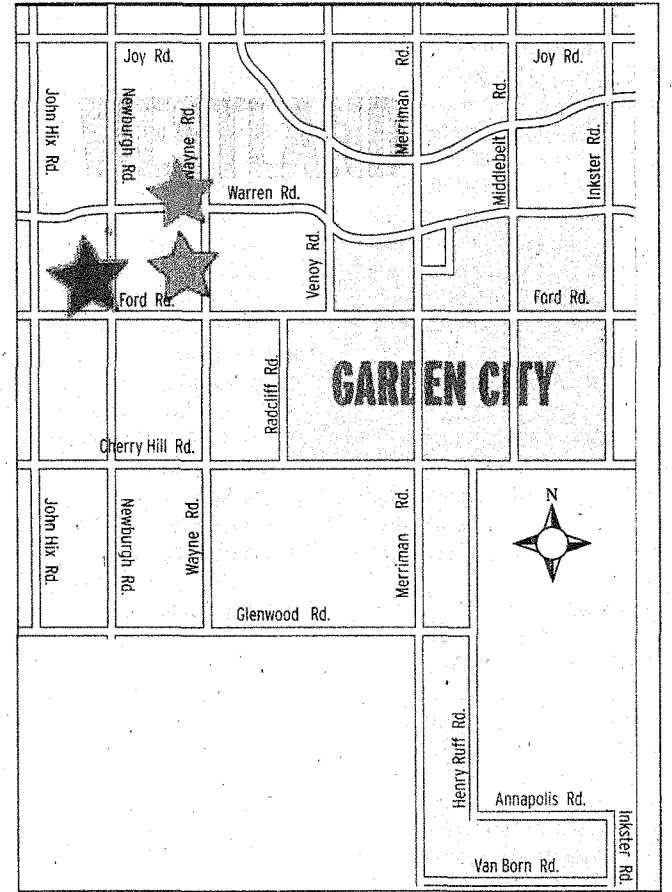 Joy Rd.
Joy Rd.
John Hix Rd.
Newburgh Rd.
Wayne Rd.
Merriman Rd.
Middlebelt Rd.
Inkster Rd.
Warren Rd.
Venoy Rd.
Ford Rd.
Ford Rd.
Radcliff Rd.
GARDEN CITY
Cherry Hill Rd.
John Hix Rd.
Newburgh Rd.
Wayne Rd.
Merriman Rd.
N
Glenwood Rd.
Henry Ruff Rd.
Annapolis Rd.
Inkster Rd.
Van Born Rd.